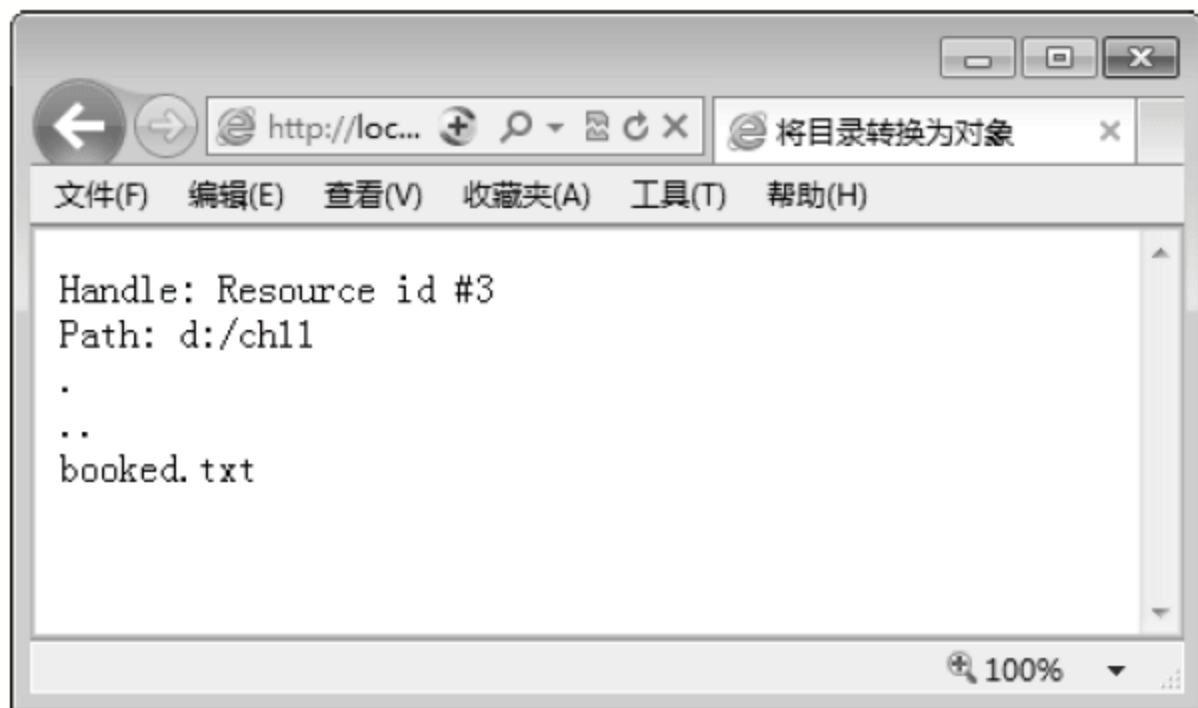 http://loc...
将目录转换为对象
文件(F) 编辑(E) 查看(V) 收藏夹(A) 工具(T) 帮助(H)
Handle: Resource id #3
Path: d:/ch11
.
..
booked.txt
100%